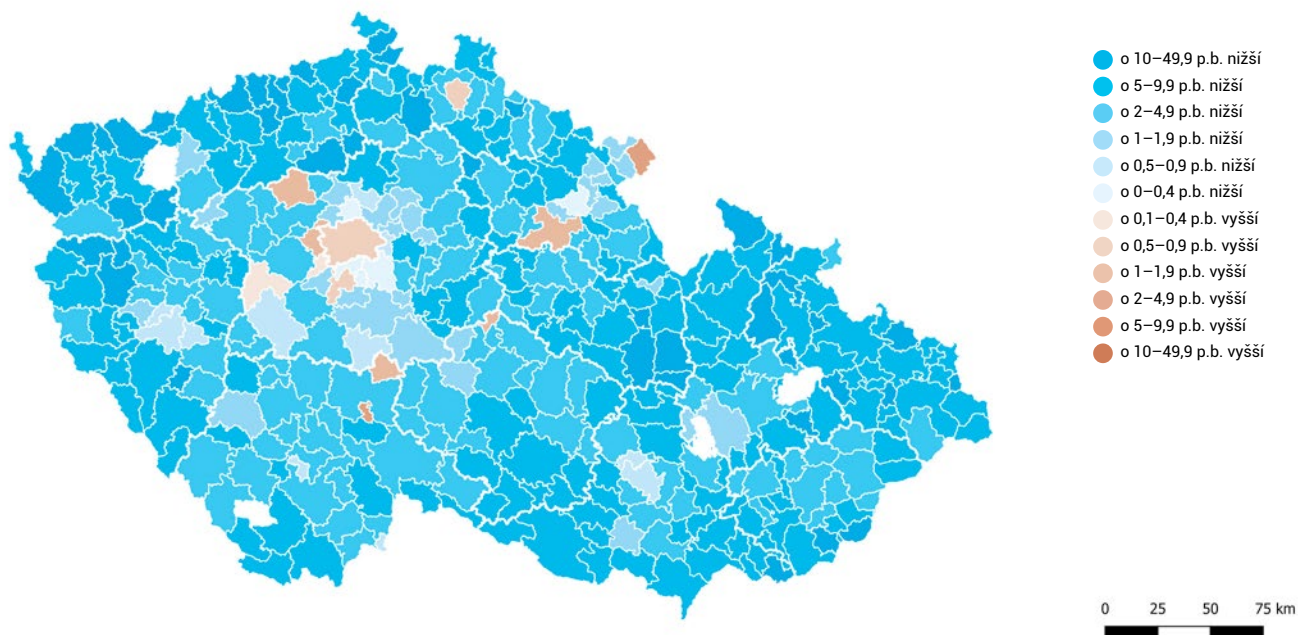 o 10–49,9 p.b. nižší
o 5–9,9 p.b. nižší
o 2–4,9 p.b. nižší
o 1–1,9 p.b. nižší
o 0,5–0,9 p.b. nižší
o 0–0,4 p.b. nižší
o 0,1–0,4 p.b. vyšší
o 0,5–0,9 p.b. vyšší
o 1–1,9 p.b. vyšší
o 2–4,9 p.b. vyšší
o 5–9,9 p.b. vyšší
o 10–49,9 p.b. vyšší
0 25 50 75 km